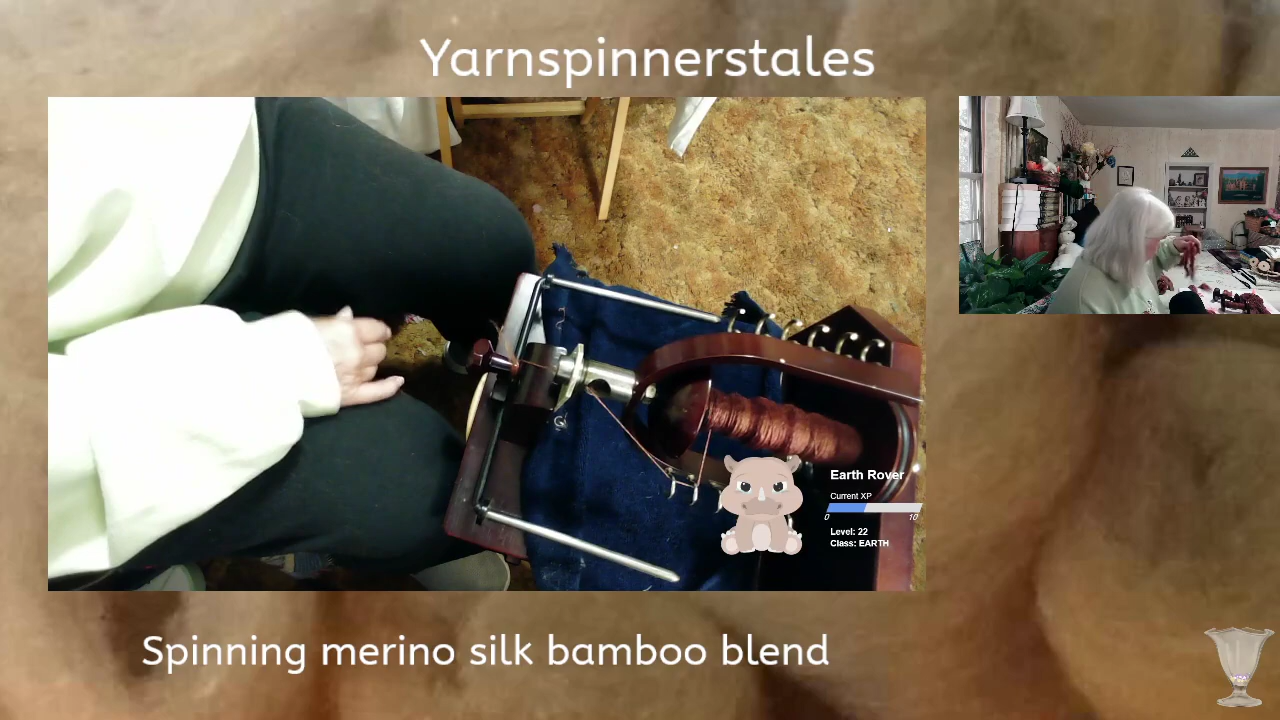 Yarnspinnerstales
Earth Rover
Current XP
0 10
Level: 22
Class: EARTH
Spinning merino silk bamboo blend